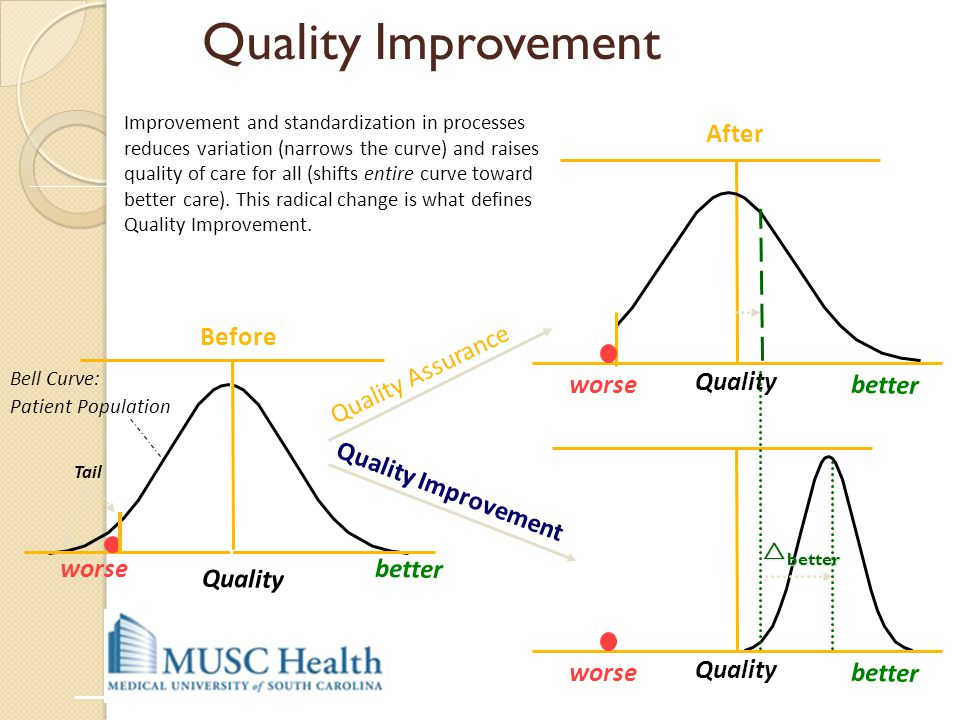 Quality Improvement
Improvement and standardization in processes
reduces variation (narrows the curve) and raises
quality of care for all (shifts entire curve toward
better care). This radical change is what defines
Quality Improvement.
After
worse
Quality
better
Before
Bell Curve:
Patient Population
Tail
worse
Quality
better
Quality Assurance
Quality Improvement
△better
worse
Quality
better
MUSC Health
MEDICAL UNIVERSITY of SOUTH CAROLINA